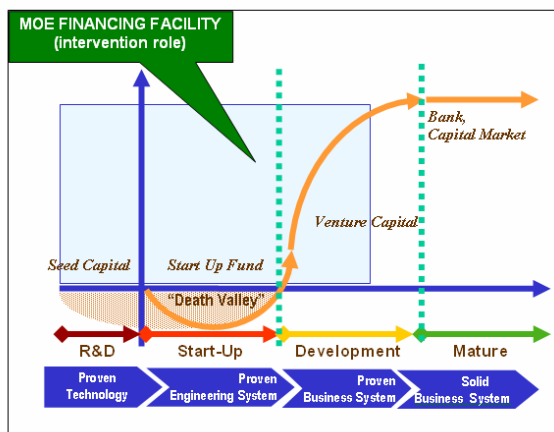 MOE FINANCING FACILITY
(intervention role)
Bank,
Capital Market
Venture Capital
Seed Capital
Start Up Fund
“Death Valley”
R&D
Start-Up
Development
Mature
Proven
Technology
Proven
Engineering System
Proven
Business System
Solid
Business System